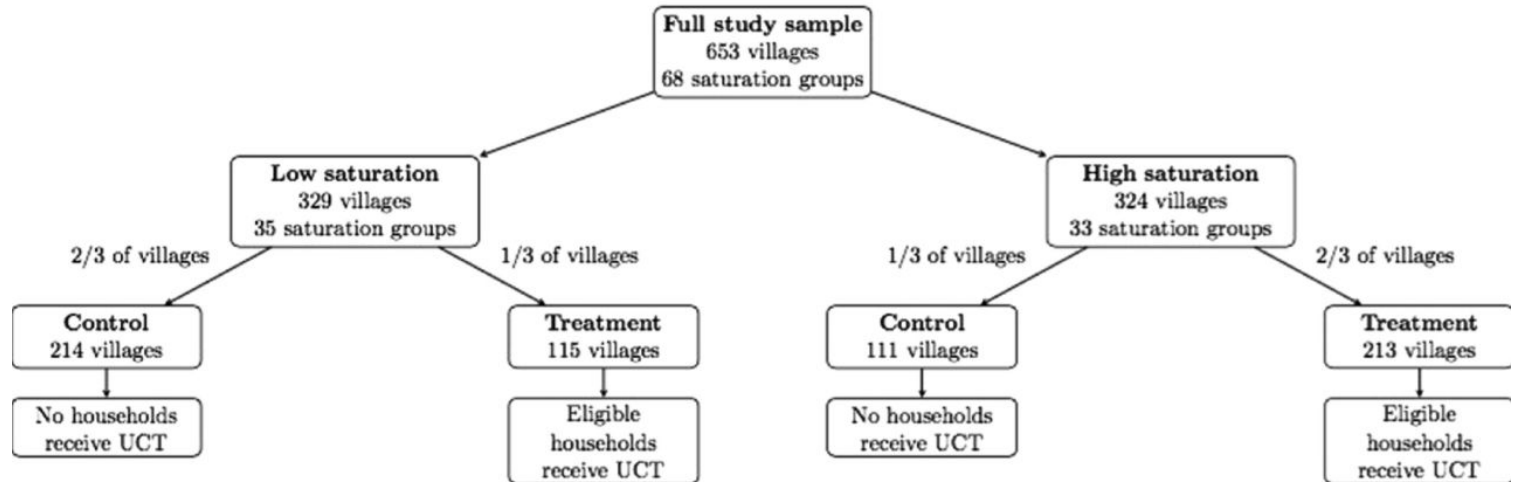 Full study sample
653 villages
68 saturation groups
Low saturation
329 villages
35 saturation groups
High saturation
324 villages
33 saturation groups
2/3 of villages
1/3 of villages
1/3 of villages
2/3 of villages
Control
214 villages
Treatment
115 villages
Control
111 villages
Treatment
213 villages
No households
receive UCT
Eligible
households
receive UCT
No households
receive UCT
Eligible
households
receive UCT